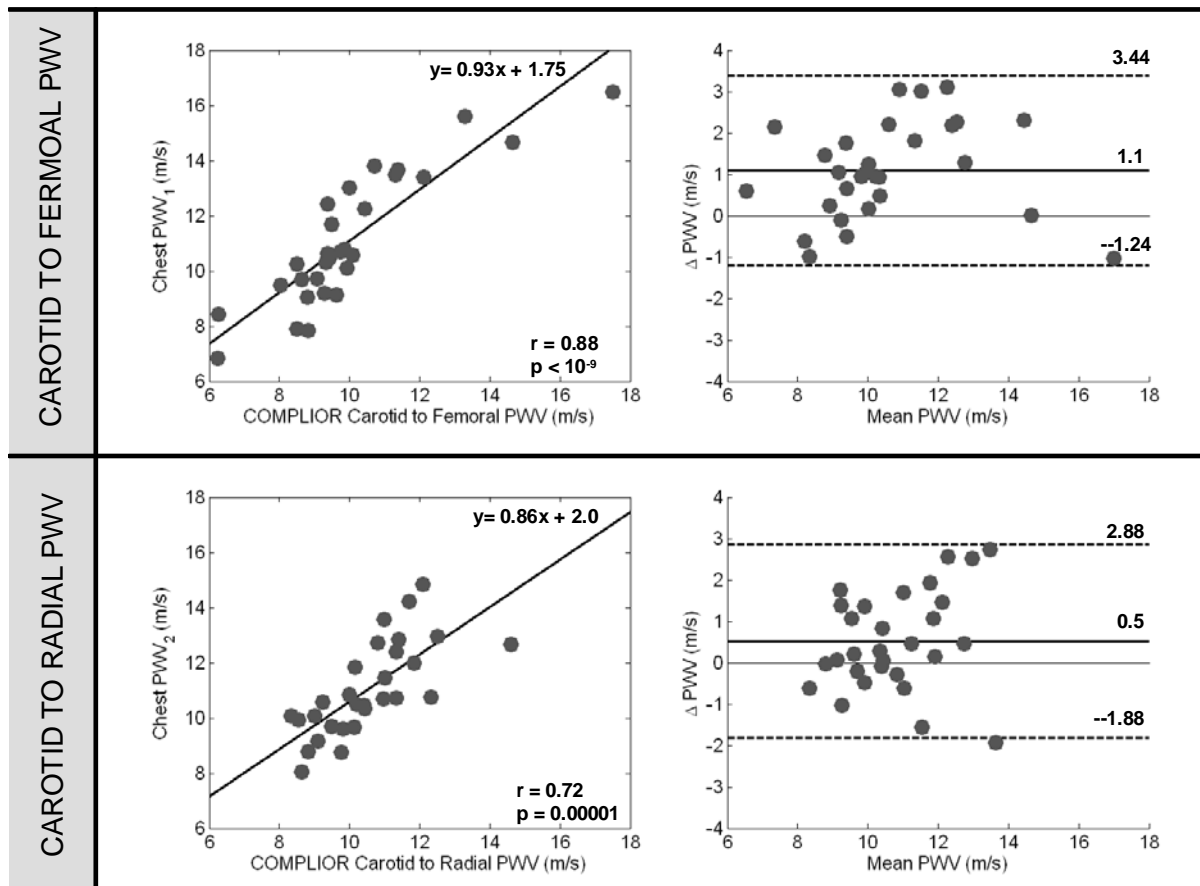 CAROTID TO FERMOAL PWV
18
16
14
12
10
8
6
Chest PWV₁ (m/s)
y= 0.93x + 1.75
r = 0.88
p < 10⁻⁹
6 8 10 12 14 16 18
COMPLIOR Carotid to Femoral PWV (m/s)
4
3
2
1
0
-1
-2
-3
-4
Δ PWV (m/s)
3.44
1.1
--1.24
6 8 10 12 14 16 18
Mean PWV (m/s)
CAROTID TO RADIAL PWV
18
16
14
12
10
8
6
Chest PWV₂ (m/s)
y= 0.86x + 2.0
r = 0.72
p = 0.00001
6 8 10 12 14 16 18
COMPLIOR Carotid to Radial PWV (m/s)
4
3
2
1
0
-1
-2
-3
-4
Δ PWV (m/s)
2.88
0.5
--1.88
6 8 10 12 14 16 18
Mean PWV (m/s)